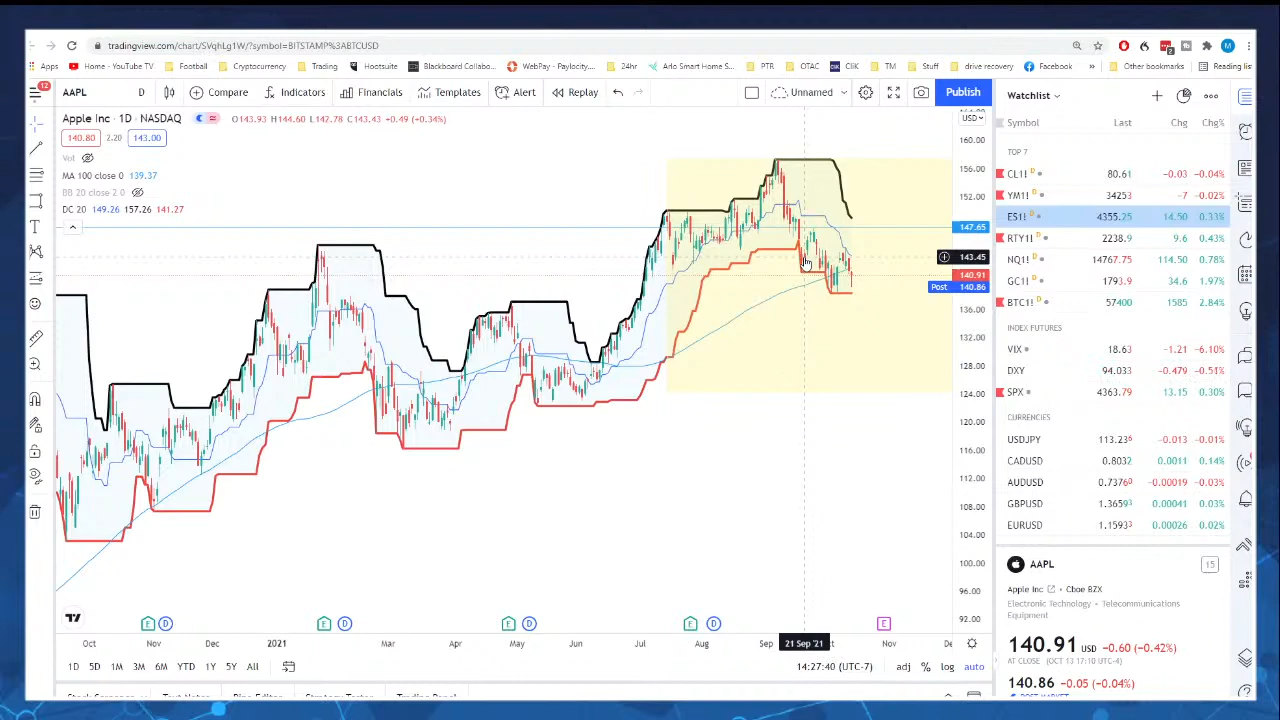 tradingview.com/chart/SVqhLg1W/?symbol=BITSTAMP%3ABTCUSD
Apps Home - YouTube TV Football Cryptocurrency Trading Hootsuite Blackboard Collabo... WebPax Paylocity.... 24hr Arlo Smart Home S... PTR OTAC CIIK TM Stuff drive recovery Facebook » Other bookmarks Reading list
12
AAPL D Compare Indicators Financials Templates Alert Replay Unnamed Publish
Apple Inc · 1D · NASDAQ O143.93 H144.60 L142.78 C143.43 -0.49 (-0.34%)
140.80 2.20 143.00
Vol
MA 100 close 0 139.37
BB 20 close 2 0
DC 20 149.26 157.26 141.27
USD
160.00
156.00
152.00
147.65
143.45
140.91
Post 140.86
136.00
132.00
128.00
124.00
120.00
116.00
112.00
108.00
104.00
100.00
96.00
92.00
E D E D E D E D E
Oct Nov Dec 2021 Mar Apr May Jun Jul Aug Sep 21 Sep '21 Nov
1D 5D 1M 3M 6M YTD 1Y 5Y All 14:27:40 (UTC-7) adj % log auto
Watchlist
Symbol Last Chg Chg%
TOP 7
CL1! D 80.61 -0.03 -0.04%
YM1! D 34253 -7 -0.02%
ES1! D 4355.25 14.50 0.33%
RTY1! D 2238.9 9.6 0.43%
NQ1! D 14767.75 114.50 0.78%
GC1! D 1793.9 34.6 1.97%
BTC1! D 57400 1585 2.84%
INDEX FUTURES
VIX 18.63 -1.21 -6.10%
DXY 94.033 -0.479 -0.51%
SPX 4363.79 13.15 0.30%
CURRENCIES
USDJPY 113.236 -0.013 -0.01%
CADUSD 0.8032 0.0011 0.14%
AUDUSD 0.73760 -0.00019 -0.03%
GBPUSD 1.36593 0.00041 0.03%
EURUSD 1.15933 0.00026 0.02%
AAPL 15
Apple Inc • Cboe BZX
Electronic Technology • Telecommunications
Equipment
140.91 USD -0.60 (-0.42%)
AT CLOSE (OCT 13 17:10 UTC-4)
140.86 -0.05 (-0.04%)